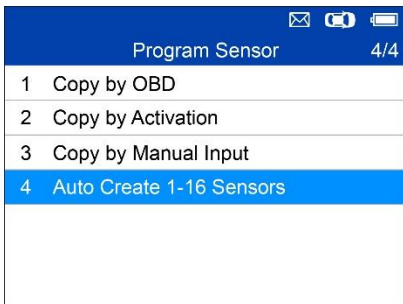 Program Sensor 4/4
1 Copy by OBD
2 Copy by Activation
3 Copy by Manual Input
4 Auto Create 1-16 Sensors